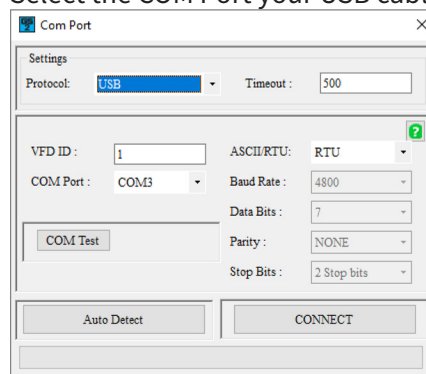 Select the COM Port your USB cabl
Com Port
Settings
Protocol: USB Timeout : 500
VFD ID : 1 ASCII/RTU: RTU
COM Port : COM3 Baud Rate : 4800
Data Bits : 7
COM Test Parity : NONE
Stop Bits : 2 Stop bits
Auto Detect CONNECT